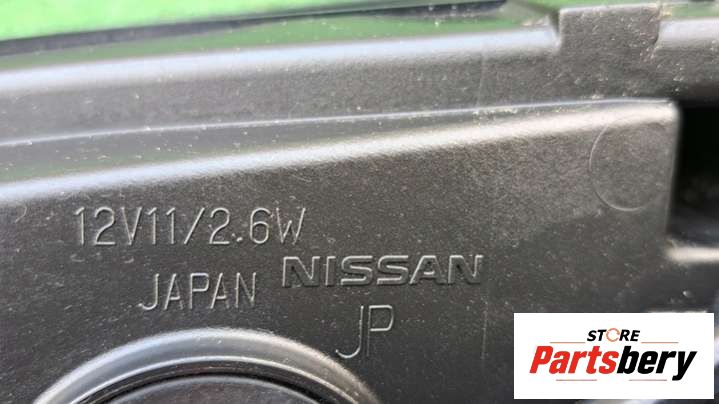 12V11/2.6W
JAPAN NISSAN
JP
STORE
Partsbery